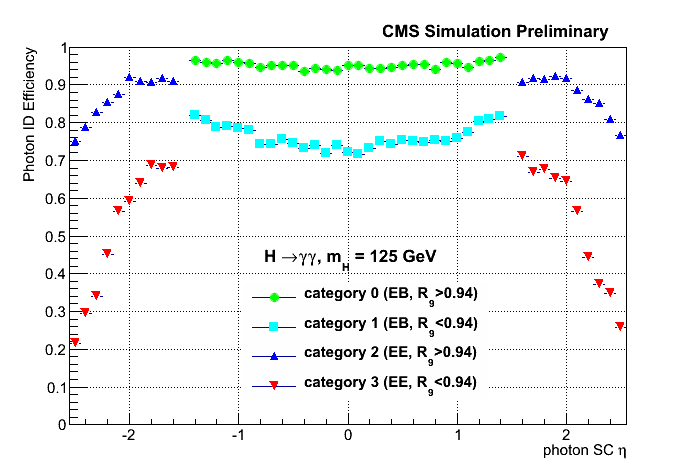 CMS Simulation Preliminary
Photon ID Efficiency
1
0.9
0.8
0.7
0.6
0.5
0.4
0.3
0.2
0.1
0
H →γγ, m_H = 125 GeV
category 0 (EB, R_9>0.94)
category 1 (EB, R_9<0.94)
category 2 (EE, R_9>0.94)
category 3 (EE, R_9<0.94)
-2 -1 0 1 2
photon SC η